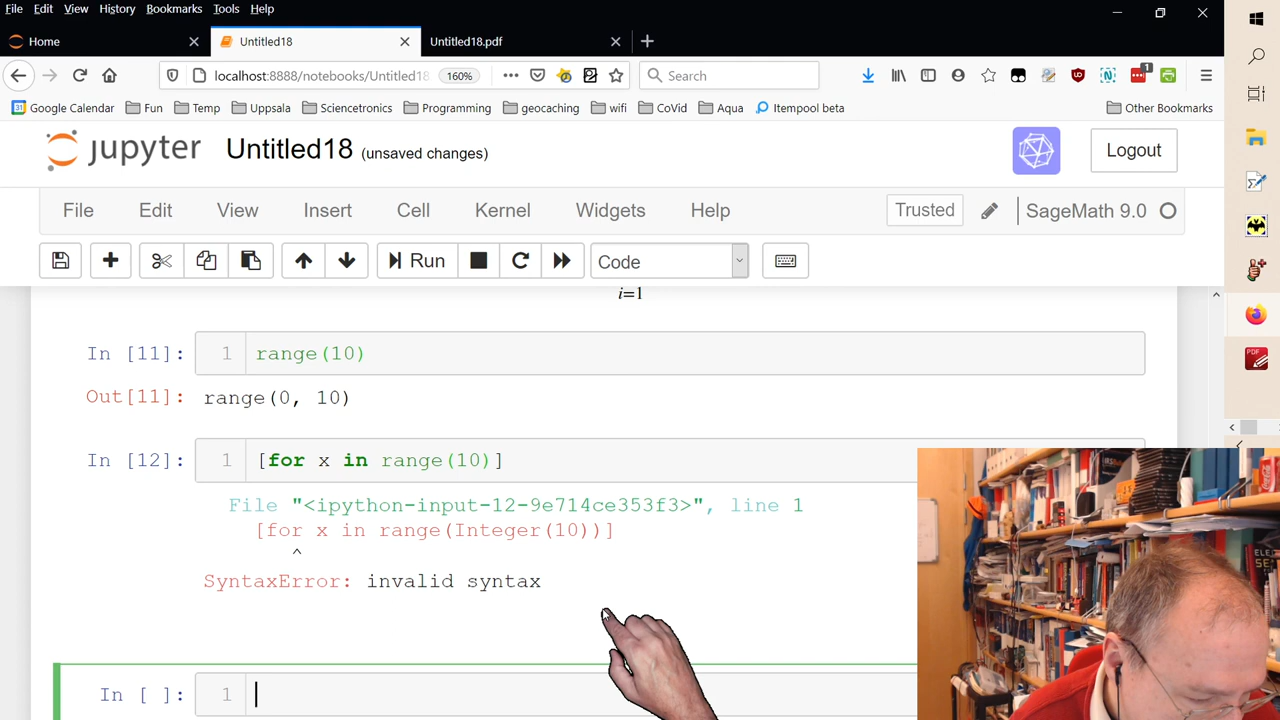 File Edit View History Bookmarks Tools Help
Home Untitled18 Untitled18.pdf
localhost:8888/notebooks/Untitled18 160% Search 1
31 Google Calendar Fun Temp Uppsala Sciencetronics Programming geocaching wifi CoVid Aqua Itempool beta Other Bookmarks
jupyter Untitled18 (unsaved changes) Logout
File Edit View Insert Cell Kernel Widgets Help Trusted SageMath 9.0
Run Code
i=1
In [11]: 1 range(10)
Out[11]: range(0, 10)
In [12]: 1 [for x in range(10)]
File "<ipython-input-12-9e714ce353f3>", line 1
[for x in range(Integer(10))]
^
SyntaxError: invalid syntax
In [ ]: 1
PDF